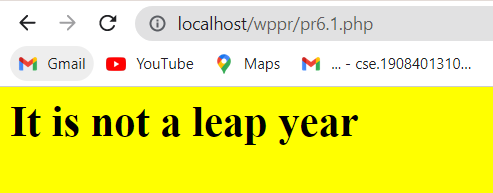 localhost/wppr/pr6.1.php
Gmail YouTube Maps ... - cse.1908401310...
It is not a leap year